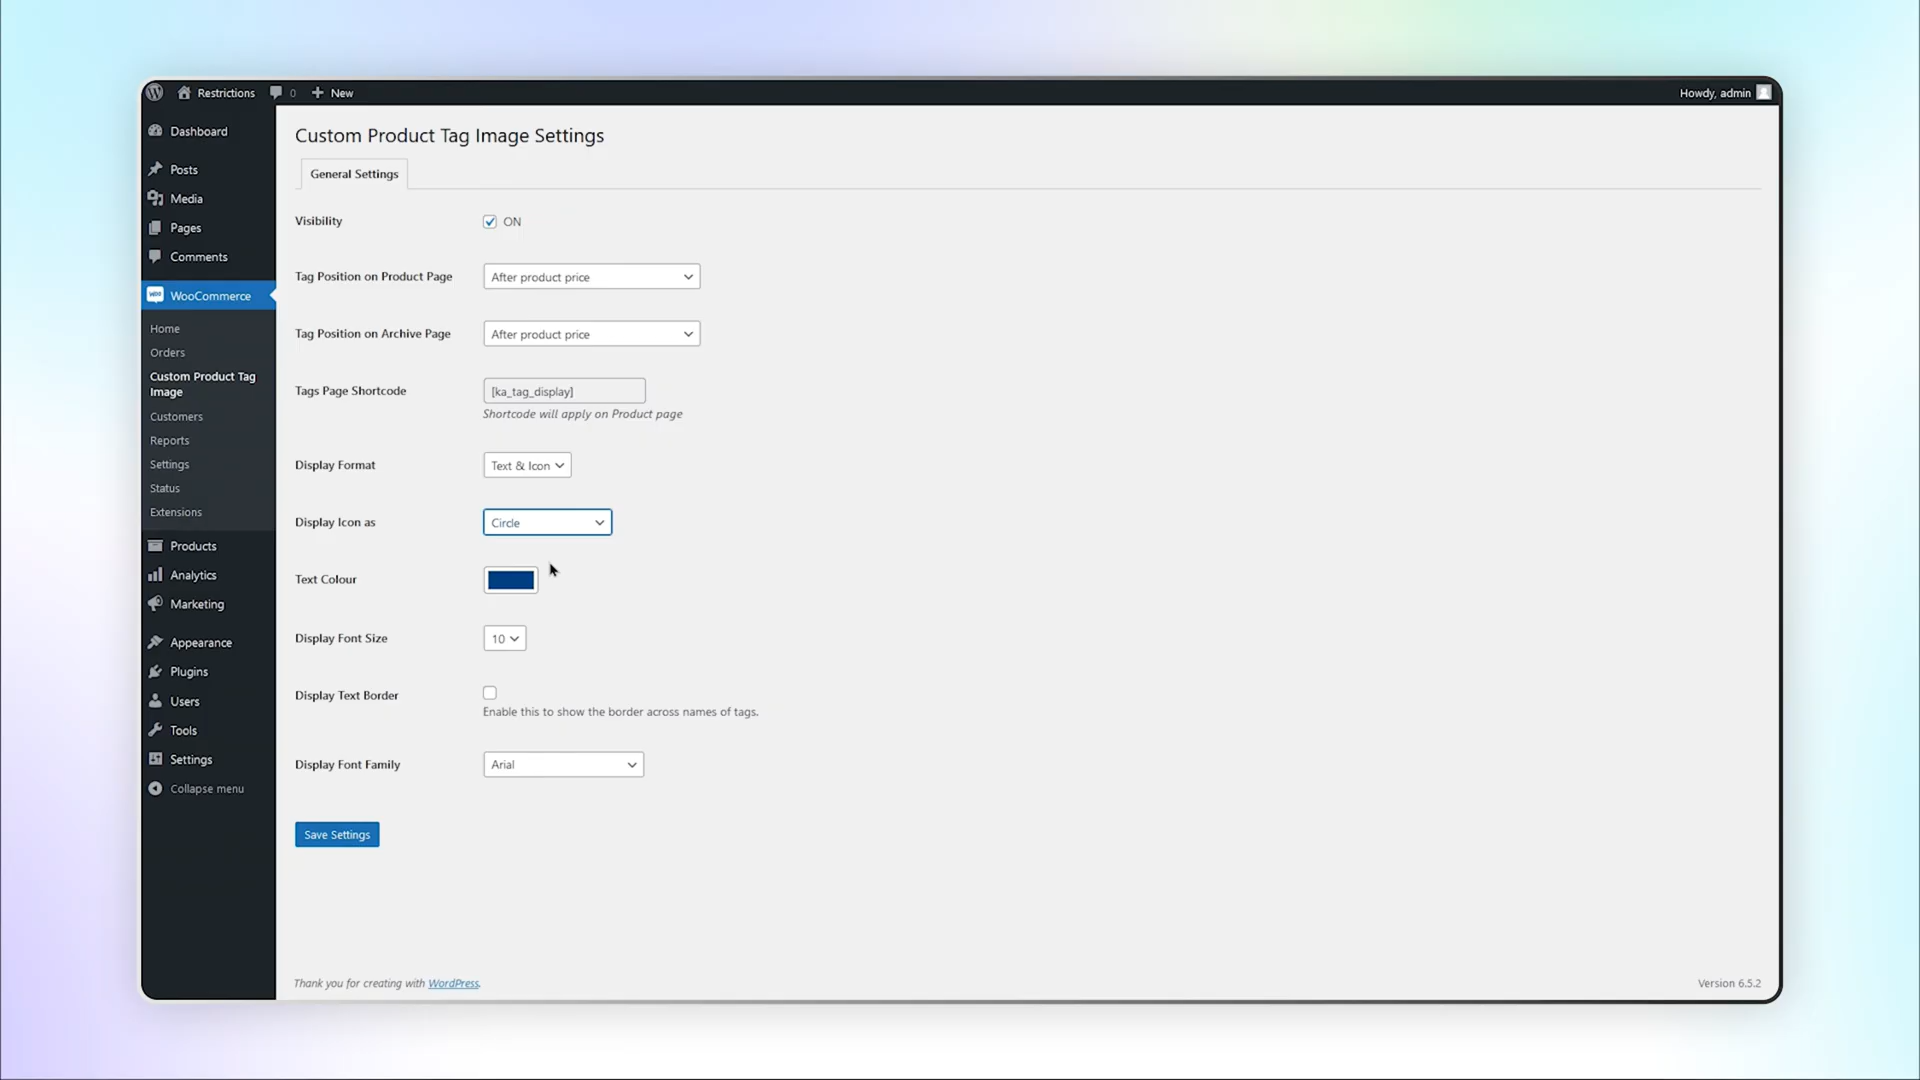 Restrictions
0
New
Howdy, admin
Dashboard
Posts
Media
Pages
Comments
woo
WooCommerce
Home
Orders
Custom Product Tag
Image
Customers
Reports
Settings
Status
Extensions
Products
Analytics
Marketing
Appearance
Plugins
Users
Tools
Settings
Collapse menu
Custom Product Tag Image Settings
General Settings
Visibility
ON
Tag Position on Product Page
After product price
Tag Position on Archive Page
After product price
Tags Page Shortcode
[ka_tag_display]
Shortcode will apply on Product page
Display Format
Text & Icon
Display Icon as
Circle
Text Colour
Display Font Size
10
Display Text Border
Enable this to show the border across names of tags.
Display Font Family
Arial
Save Settings
Thank you for creating with WordPress.
Version 6.5.2